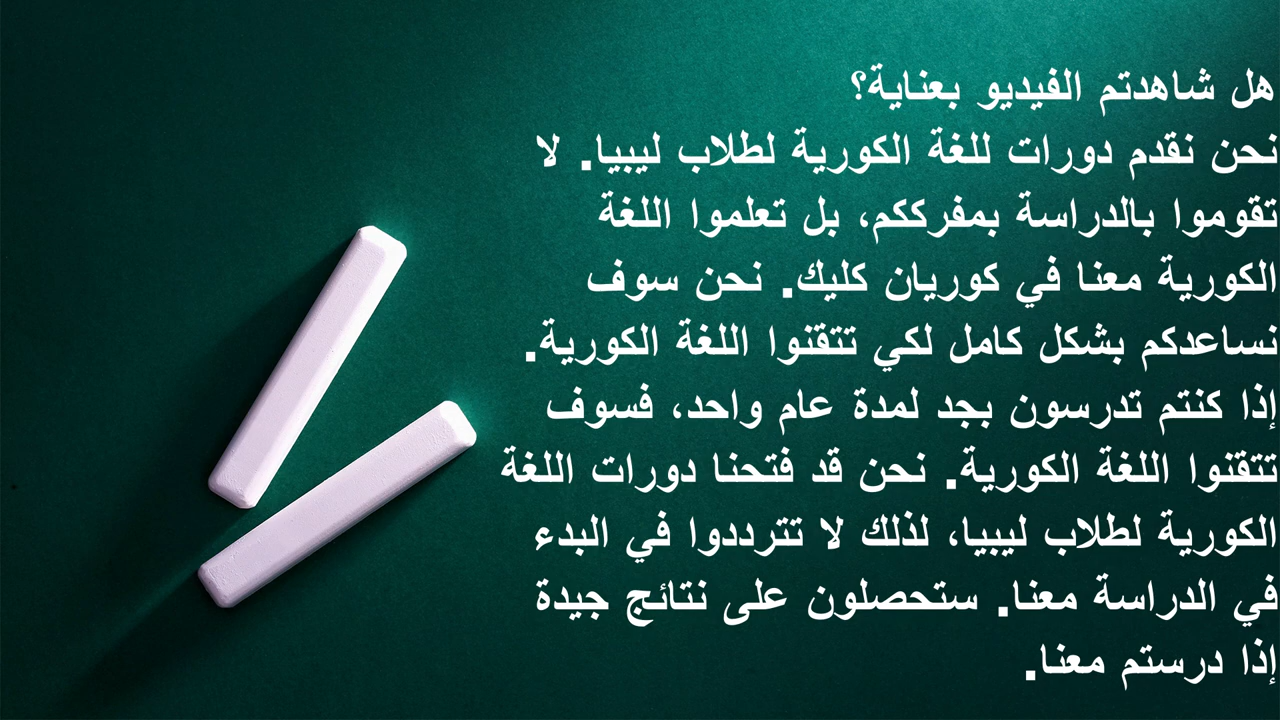 هل شاهدتم الفيديو بعناية؟
نحن نقدم دورات للغة الكورية لطلاب ليبيا. لا
تقوموا بالدراسة بمفرككم، بل تعلموا اللغة
الكورية معنا في كوريان كليك. نحن سوف
نساعدكم بشكل كامل لكي تتقنوا اللغة الكورية.
إذا كنتم تدرسون بجد لمدة عام واحد، فسوف
تتقنوا اللغة الكورية. نحن قد فتحنا دورات اللغة
الكورية لطلاب ليبيا، لذلك لا تترددوا في البدء
في الدراسة معنا. ستحصلون على نتائج جيدة
إذا درستم معنا.